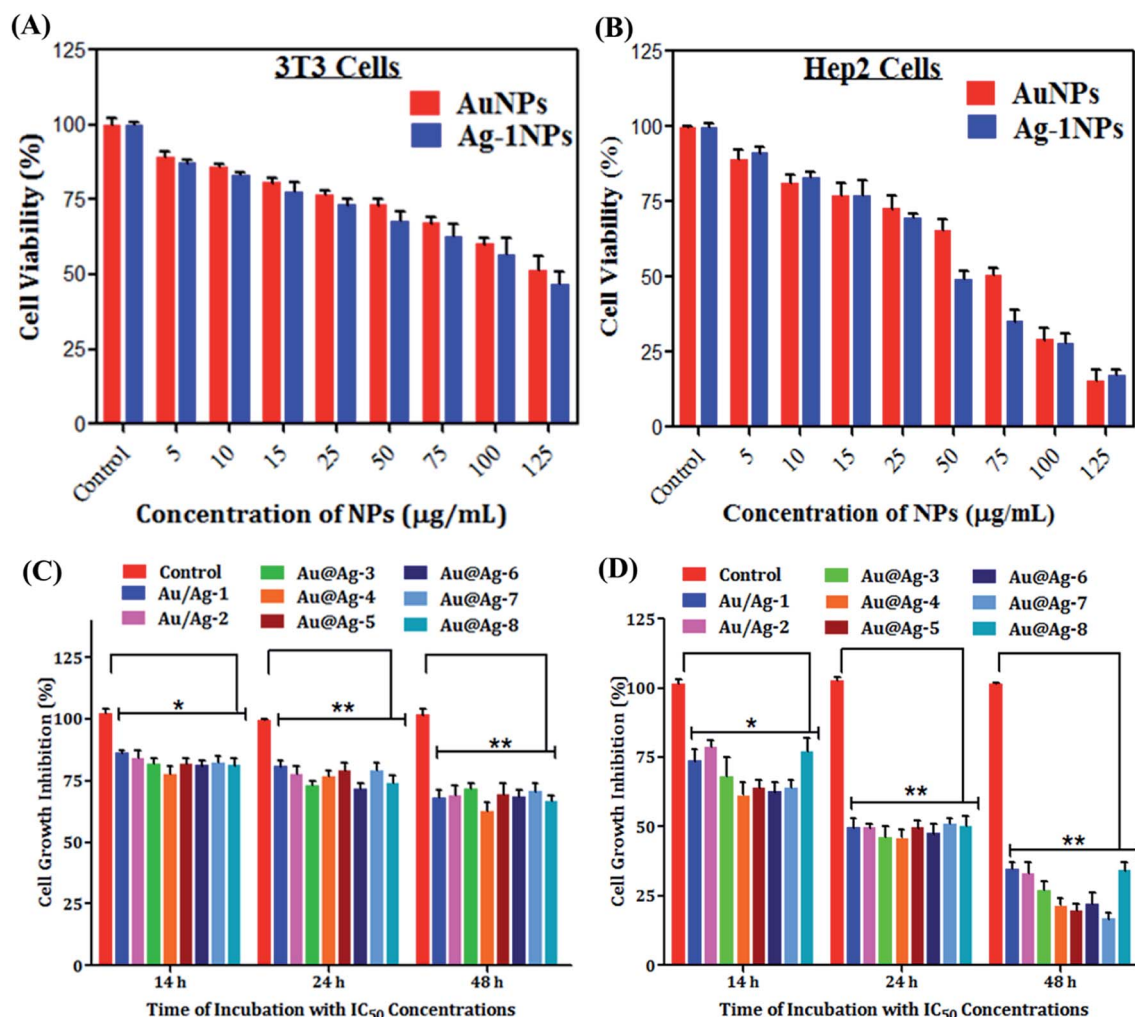 (A)
125
100
75
50
25
0
Cell Viability (%)
3T3 Cells
AuNPs
Ag-1NPs
Control
5
10
15
25
50
75
100
125
Concentration of NPs (µg/mL)
(B)
125
100
75
50
25
0
Cell Viability (%)
Hep2 Cells
AuNPs
Ag-1NPs
Control
5
10
15
25
50
75
100
125
Concentration of NPs (µg/mL)
(C)
Control
Au/Ag-1
Au/Ag-2
Au@Ag-3
Au@Ag-4
Au@Ag-5
Au@Ag-6
Au@Ag-7
Au@Ag-8
125
100
75
50
25
0
Cell Growth Inhibition (%)
*
**
**
14 h
24 h
48 h
Time of Incubation with IC50 Concentrations
(D)
Control
Au/Ag-1
Au/Ag-2
Au@Ag-3
Au@Ag-4
Au@Ag-5
Au@Ag-6
Au@Ag-7
Au@Ag-8
125
100
75
50
25
0
Cell Growth Inhibition (%)
*
**
**
14 h
24 h
48 h
Time of Incubation with IC50 Concentrations